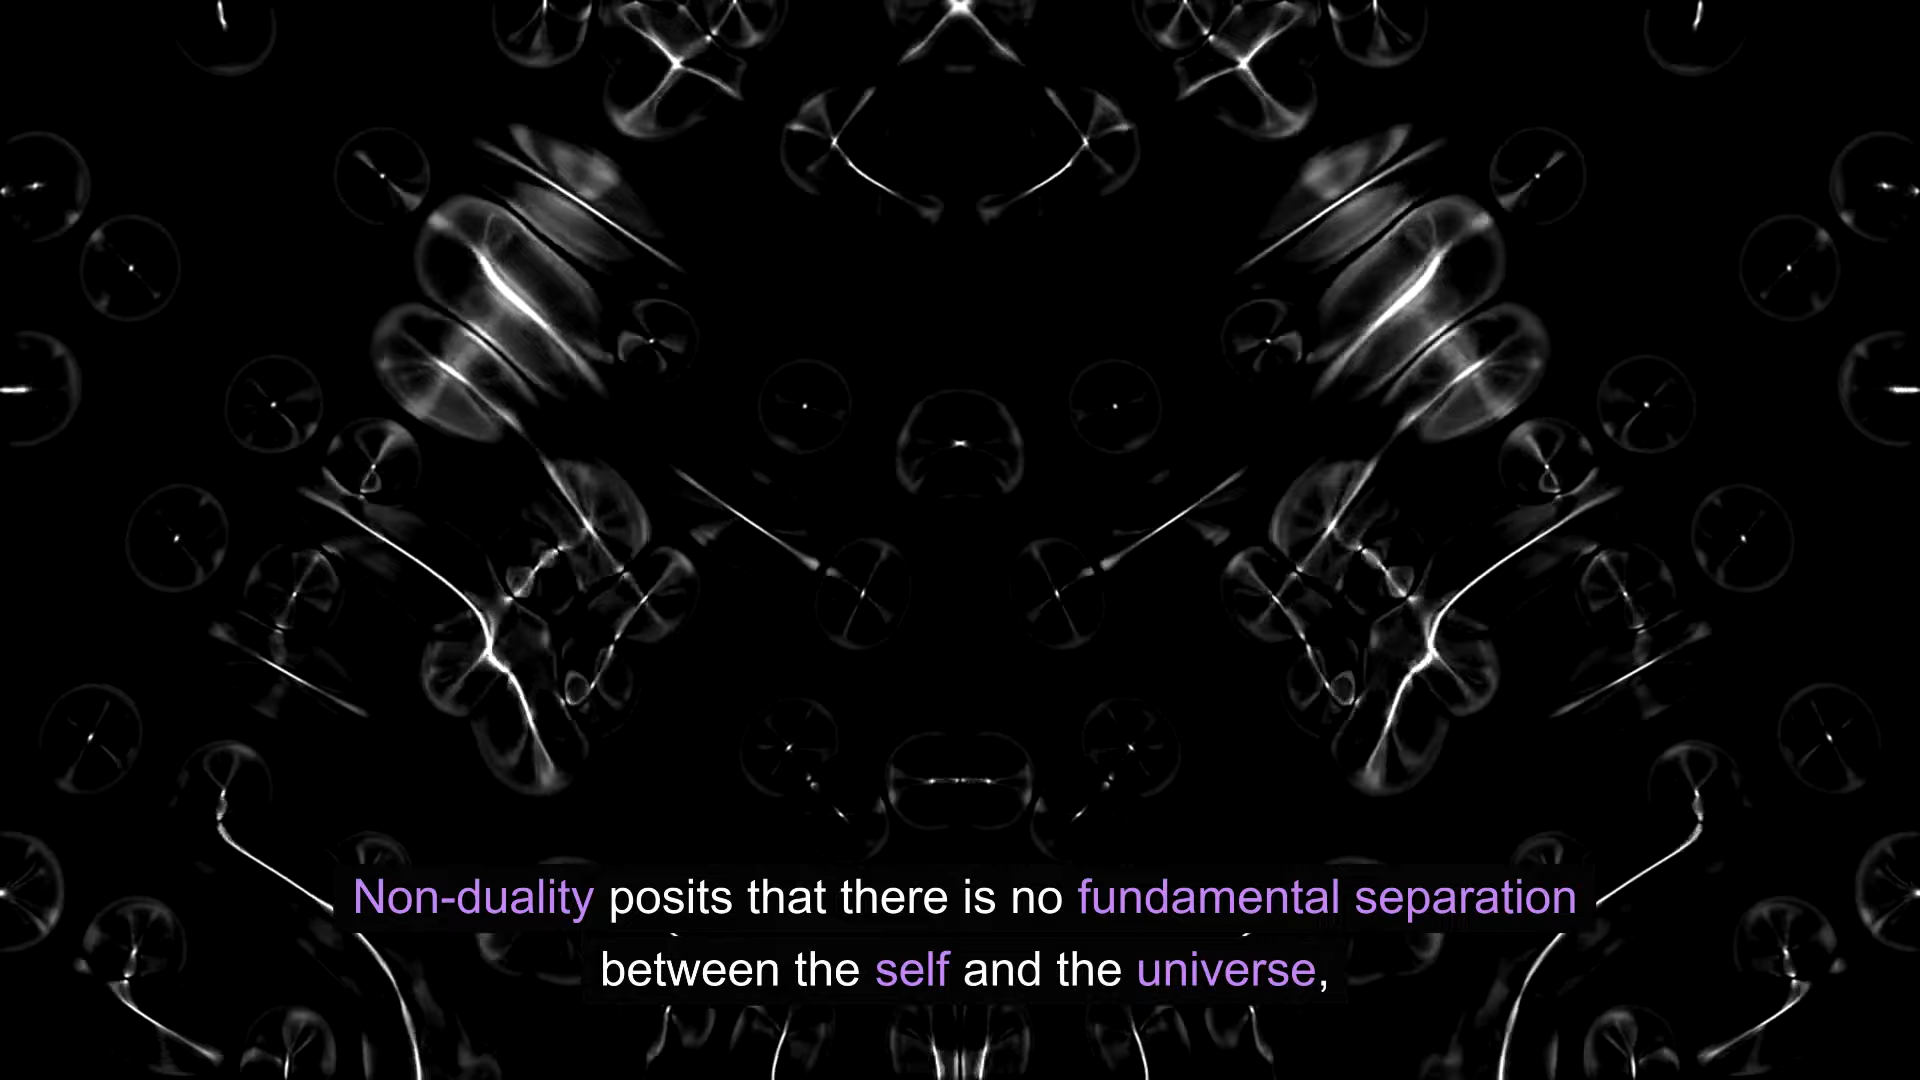 Non-duality posits that there is no fundamental separation
between the self and the universe,